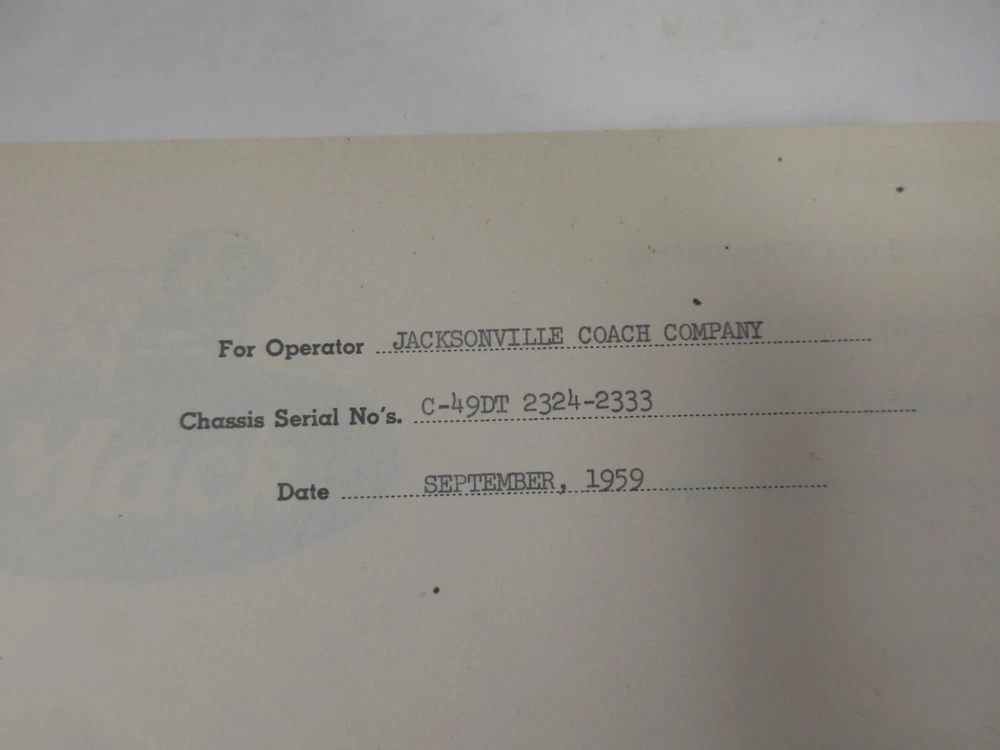 For Operator JACKSONVILLE COACH COMPANY
Chassis Serial No's. C-49DT 2324-2333
Date SEPTEMBER, 1959